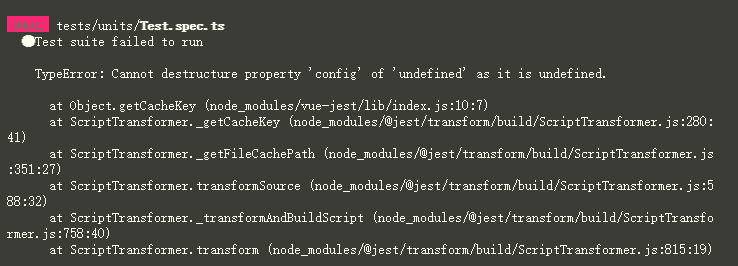 FAIL tests/units/Test.spec.ts
● Test suite failed to run
TypeError: Cannot destructure property 'config' of 'undefined' as it is undefined.
at Object.getCacheKey (node_modules/vue-jest/lib/index.js:10:7)
at ScriptTransformer._getCacheKey (node_modules/@jest/transform/build/ScriptTransformer.js:280:
41)
at ScriptTransformer._getFileCachePath (node_modules/@jest/transform/build/ScriptTransformer.js
:351:27)
at ScriptTransformer.transformSource (node_modules/@jest/transform/build/ScriptTransformer.js:5
88:32)
at ScriptTransformer._transformAndBuildScript (node_modules/@jest/transform/build/ScriptTransfo
rmer.js:758:40)
at ScriptTransformer.transform (node_modules/@jest/transform/build/ScriptTransformer.js:815:19)